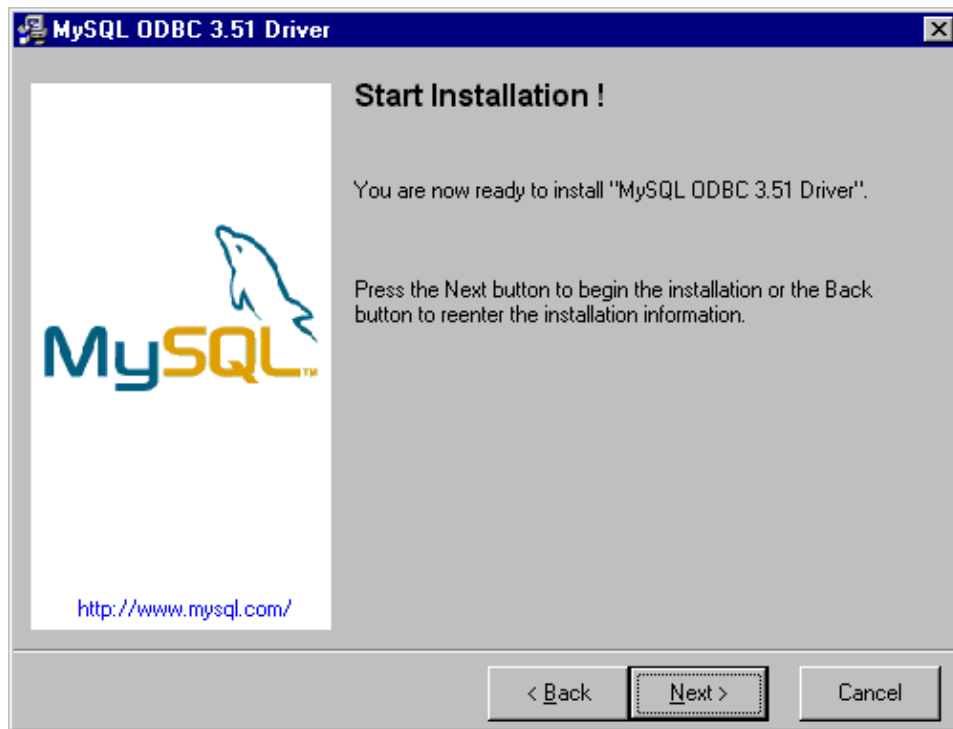 MySQL ODBC 3.51 Driver
Start Installation !
You are now ready to install "MySQL ODBC 3.51 Driver".
Press the Next button to begin the installation or the Back
button to reenter the installation information.
MySQL™
http://www.mysql.com/
< Back
Next >
Cancel